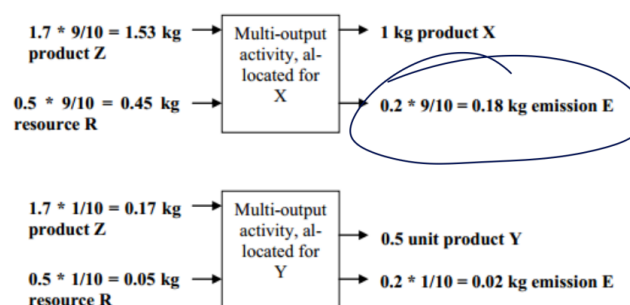 1.7 * 9/10 = 1.53 kg
product Z
0.5 * 9/10 = 0.45 kg
resource R
Multi-output
activity, al-
located for
X
1 kg product X
0.2 * 9/10 = 0.18 kg emission E
1.7 * 1/10 = 0.17 kg
product Z
0.5 * 1/10 = 0.05 kg
resource R
Multi-output
activity, al-
located for
Y
0.5 unit product Y
0.2 * 1/10 = 0.02 kg emission E